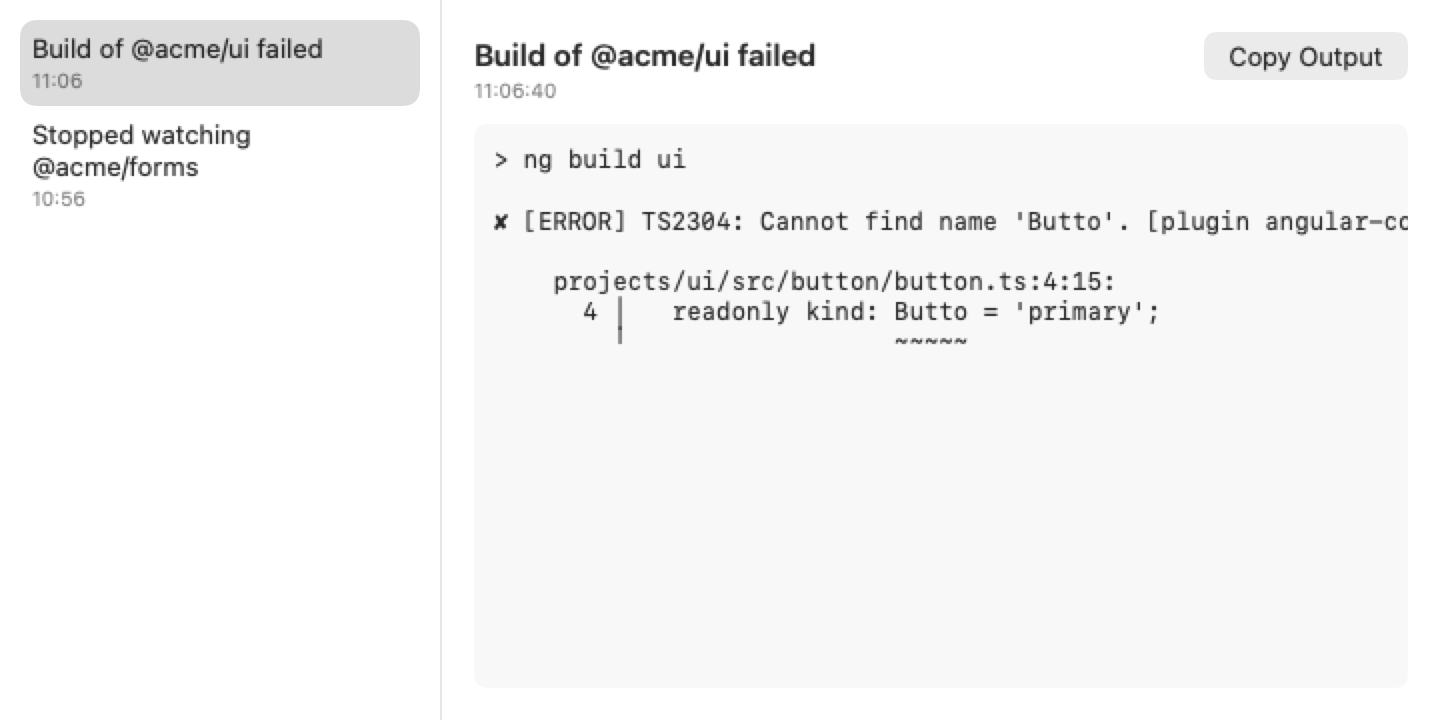 Build of @acme/ui failed
11:06
Stopped watching
@acme/forms
10:56
Build of @acme/ui failed
11:06:40
Copy Output
> ng build ui
✘ [ERROR] TS2304: Cannot find name 'Butto'. [plugin angular-co
projects/ui/src/button/button.ts:4:15:
4 │   readonly kind: Butto = 'primary';
╵                  ~~~~~